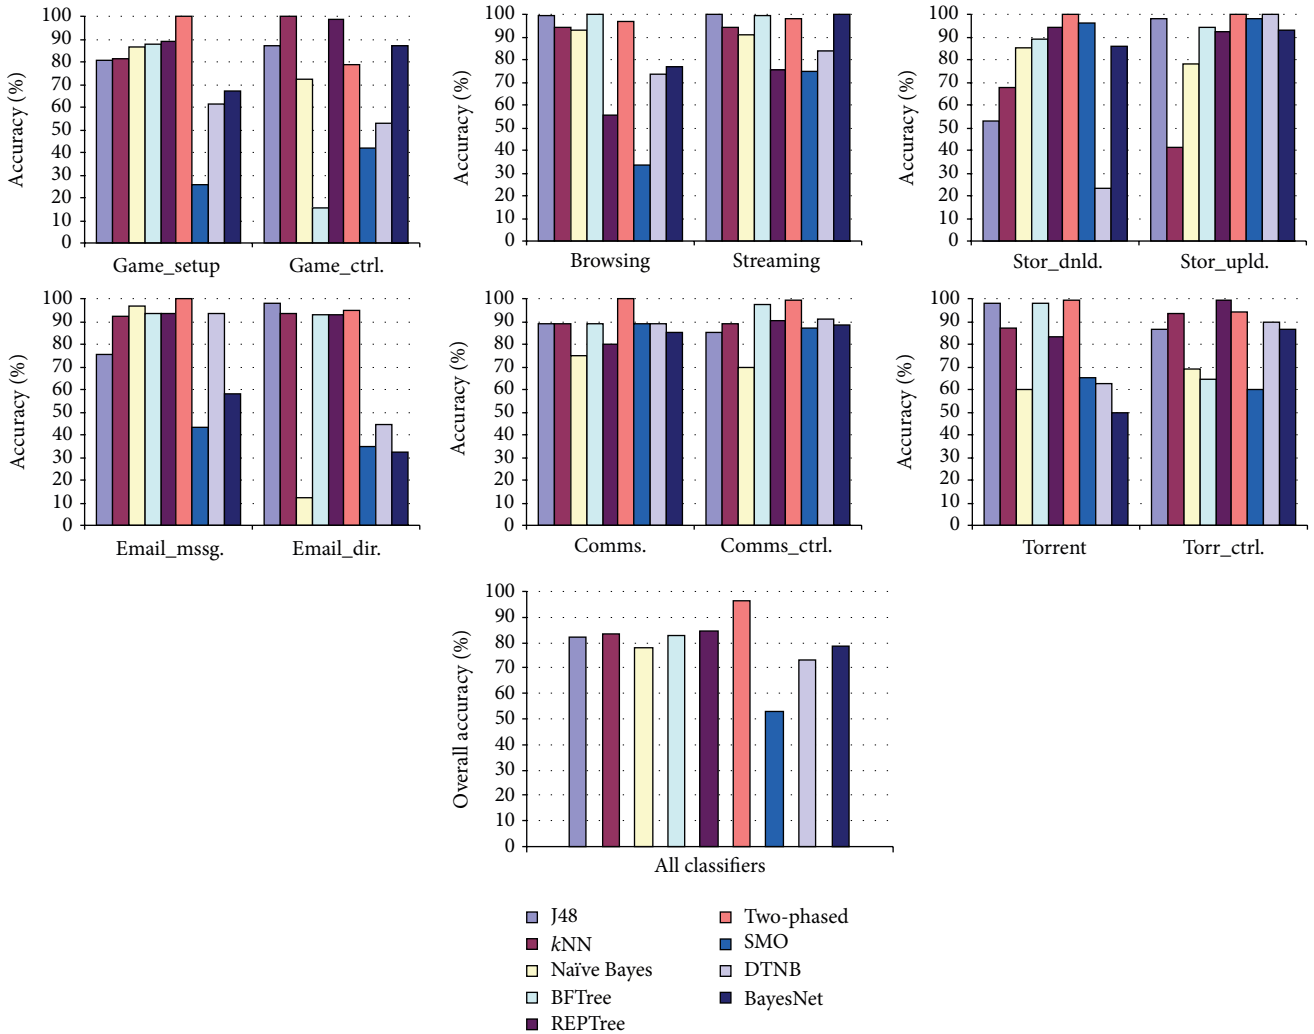 Accuracy (%)
100
90
80
70
60
50
40
30
20
10
0
Game_setup
Game_ctrl.
Accuracy (%)
100
90
80
70
60
50
40
30
20
10
0
Browsing
Streaming
Accuracy (%)
100
90
80
70
60
50
40
30
20
10
0
Stor_dnld.
Stor_upld.
Accuracy (%)
100
90
80
70
60
50
40
30
20
10
0
Email_mssg.
Email_dir.
Accuracy (%)
100
90
80
70
60
50
40
30
20
10
0
Comms.
Comms_ctrl.
Accuracy (%)
100
90
80
70
60
50
40
30
20
10
0
Torrent
Torr_ctrl.
Overall accuracy (%)
100
90
80
70
60
50
40
30
20
10
0
All classifiers
J48
kNN
Naïve Bayes
BFTree
REPTree
Two-phased
SMO
DTNB
BayesNet